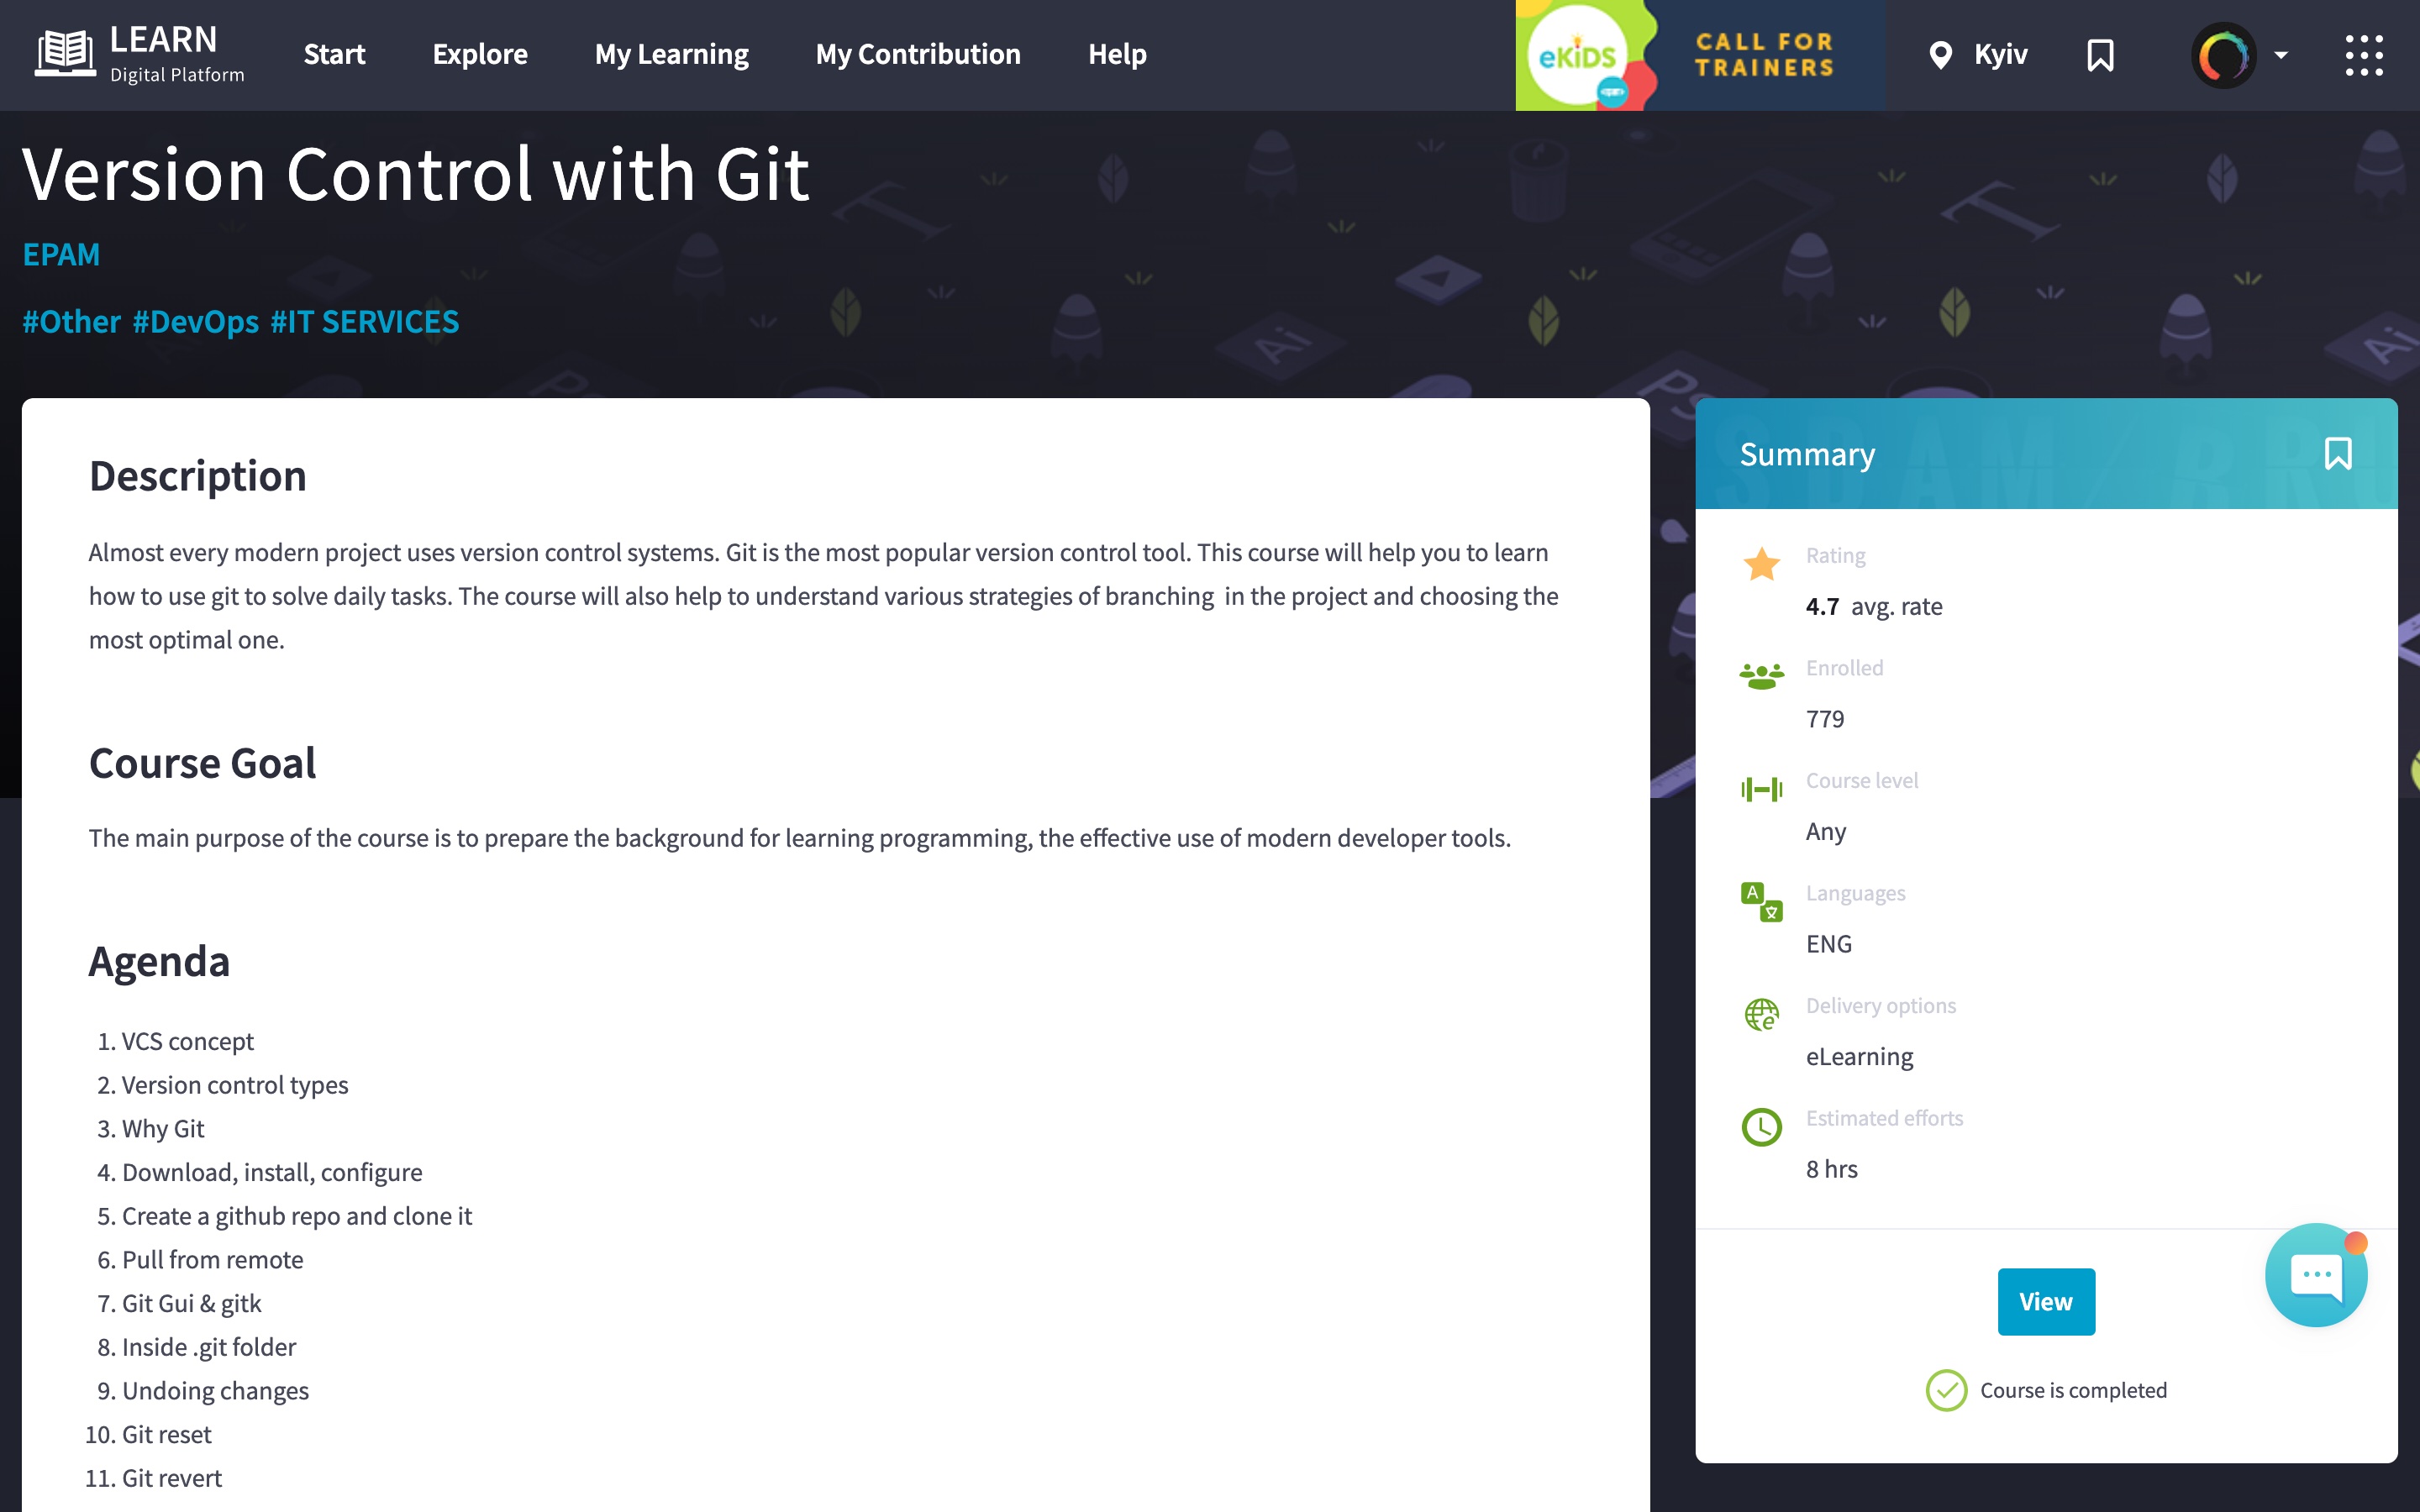 LEARN
Digital Platform
Start
Explore
My Learning
My Contribution
Help
eKiDS
epam
CALL FOR
TRAINERS
Kyiv
Version Control with Git
EPAM
#Other #DevOps #IT SERVICES
Description
Almost every modern project uses version control systems. Git is the most popular version control tool. This course will help you to learn
how to use git to solve daily tasks. The course will also help to understand various strategies of branching  in the project and choosing the
most optimal one.
Course Goal
The main purpose of the course is to prepare the background for learning programming, the effective use of modern developer tools.
Agenda
1. VCS concept
2. Version control types
3. Why Git
4. Download, install, configure
5. Create a github repo and clone it
6. Pull from remote
7. Git Gui & gitk
8. Inside .git folder
9. Undoing changes
10. Git reset
11. Git revert
Summary
Rating
4.7 avg. rate
Enrolled
779
Course level
Any
Languages
ENG
Delivery options
eLearning
Estimated efforts
8 hrs
View
Course is completed